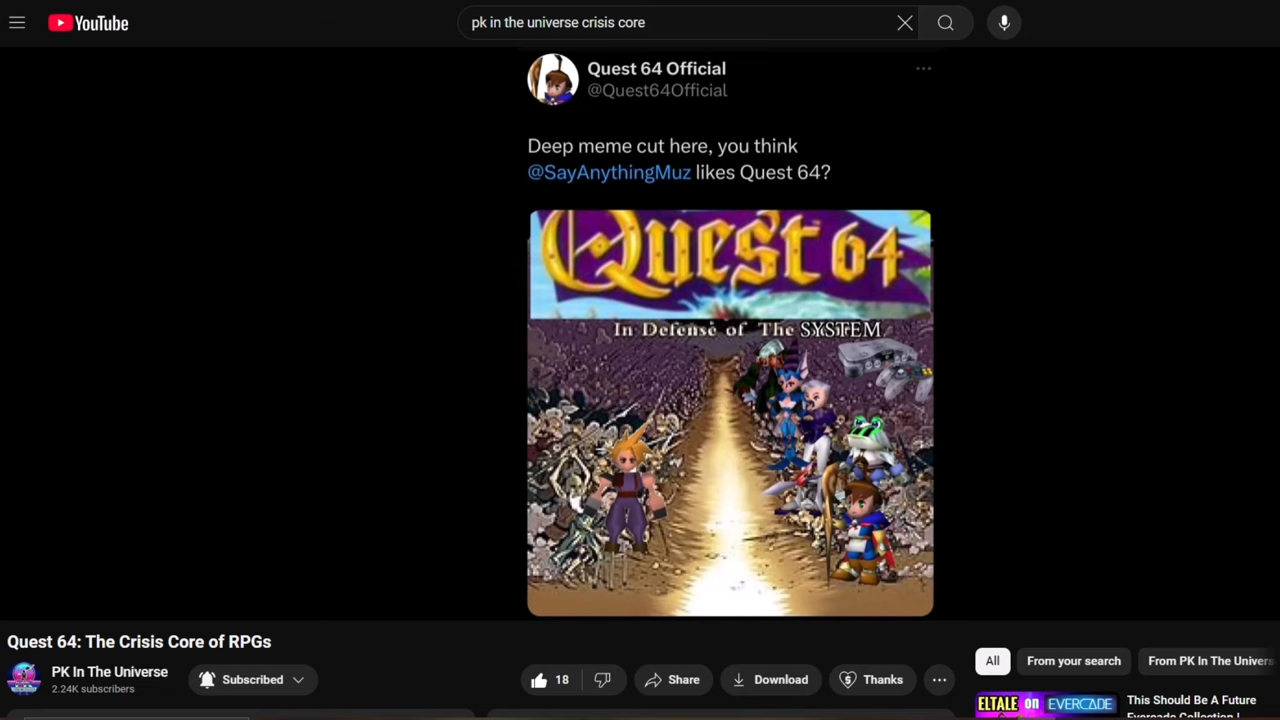 YouTube
pk in the universe crisis core
Quest 64 Official
@Quest64Official
Deep meme cut here, you think
@SayAnythingMuz likes Quest 64?
Quest 64
In Defense of The SYSTEM
Quest 64: The Crisis Core of RPGs
PK In The Universe
2.24K subscribers
Subscribed
18
Share
Download
Thanks
All
From your search
From PK In The Univers
ELTALE on EVERCADE
This Should Be A Future
Evercade Collection |